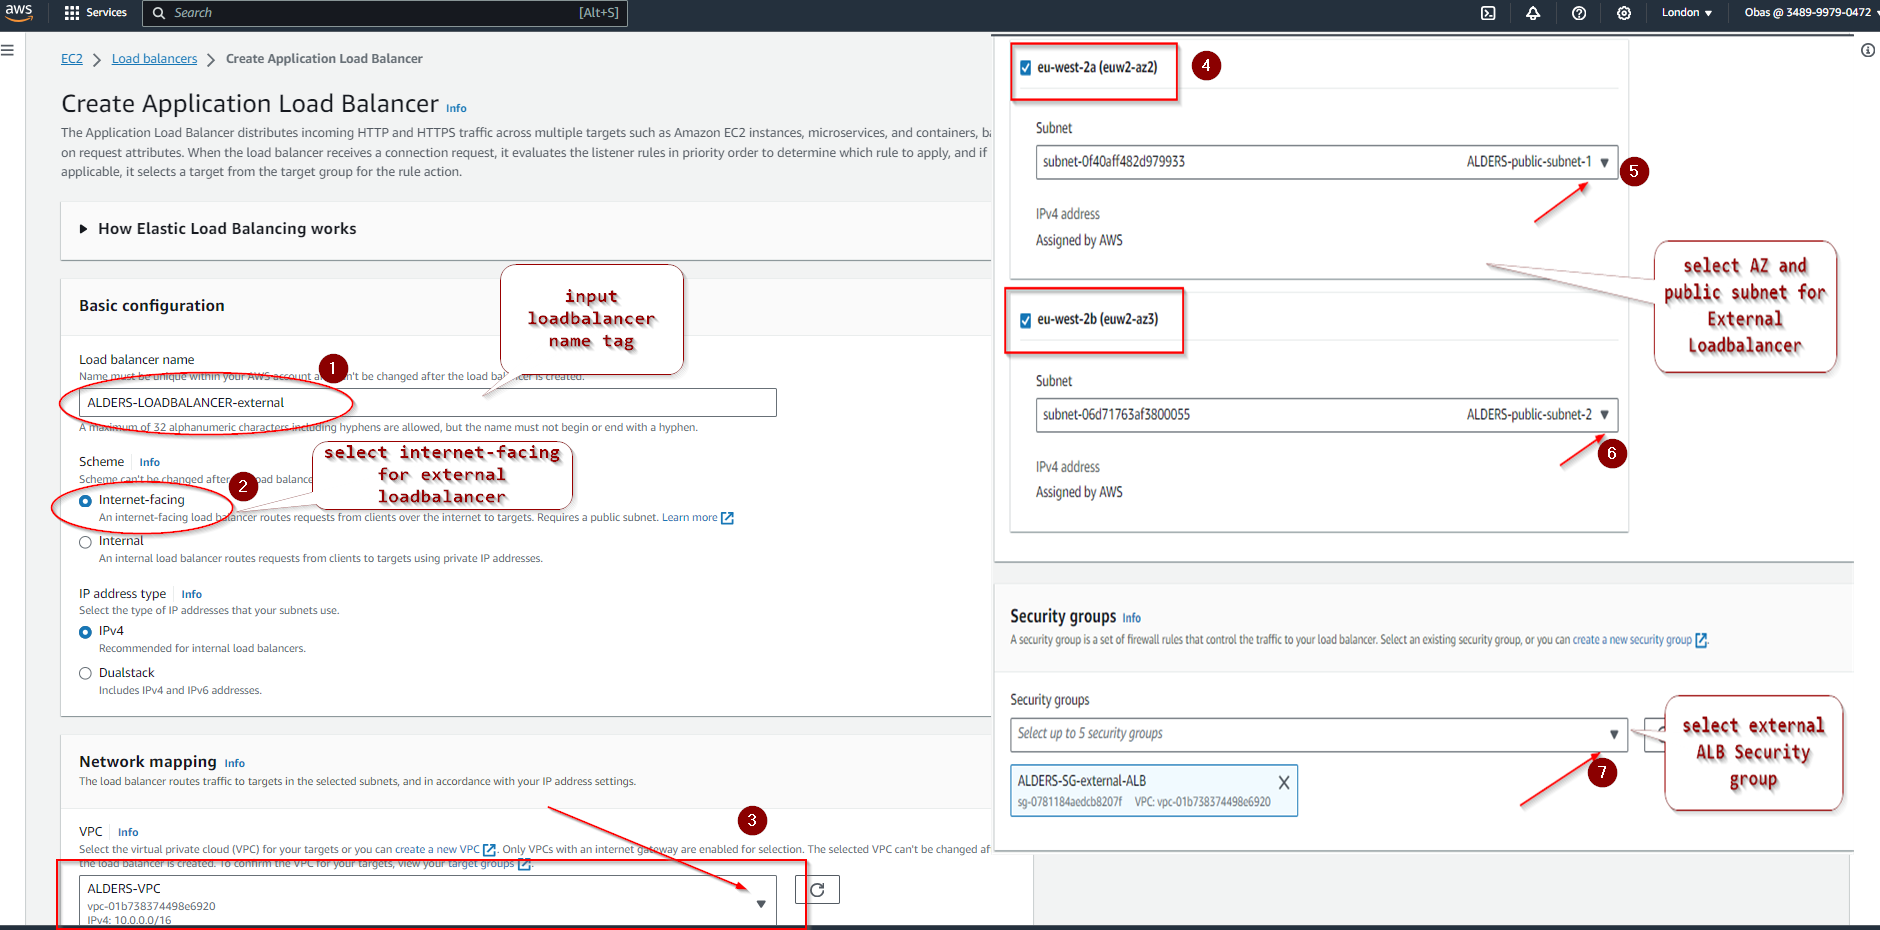 aws
Services
Search
[Alt+S]
London
Obas @ 3489-9979-0472
EC2 > Load balancers > Create Application Load Balancer
Create Application Load Balancer Info
The Application Load Balancer distributes incoming HTTP and HTTPS traffic across multiple targets such as Amazon EC2 instances, microservices, and containers, ba
on request attributes. When the load balancer receives a connection request, it evaluates the listener rules in priority order to determine which rule to apply, and if
applicable, it selects a target from the target group for the rule action.
How Elastic Load Balancing works
Basic configuration
input
loadbalancer
name tag
Load balancer name
1
Name must be unique within your AWS account a n't be changed after the load ba cer is created.
ALDERS-LOADBALANCER-external
A maximum of 32 alphanumeric characters including hyphens are allowed, but the name must not begin or end with a hyphen.
select internet-facing
for external
loadbalancer
Scheme Info
Scheme can't be changed after oad balance
2
Internet-facing
An internet-facing load balancer routes requests from clients over the internet to targets. Requires a public subnet. Learn more
Internal
An internal load balancer routes requests from clients to targets using private IP addresses.
IP address type Info
Select the type of IP addresses that your subnets use.
IPv4
Recommended for internal load balancers.
Dualstack
Includes IPv4 and IPv6 addresses.
Network mapping Info
The load balancer routes traffic to targets in the selected subnets, and in accordance with your IP address settings.
3
VPC Info
Select the virtual private cloud (VPC) for your targets or you can create a new VPC . Only VPCs with an internet gateway are enabled for selection. The selected VPC can't be changed af
the load balancer is created. To confirm the VPC for your targets, view your target groups .
ALDERS-VPC
vpc-01b738374498e6920
IPv4: 10.0.0.0/16
eu-west-2a (euw2-az2)
4
Subnet
subnet-0f40aff482d979933 ALDERS-public-subnet-1
5
IPv4 address
Assigned by AWS
select AZ and
public subnet for
External
Loadbalancer
eu-west-2b (euw2-az3)
Subnet
subnet-06d71763af3800055 ALDERS-public-subnet-2
6
IPv4 address
Assigned by AWS
Security groups Info
A security group is a set of firewall rules that control the traffic to your load balancer. Select an existing security group, or you can create a new security group .
Security groups
Select up to 5 security groups
select external
ALB Security
group
7
ALDERS-SG-external-ALB X
sg-0781184aedcb8207f VPC: vpc-01b738374498e6920